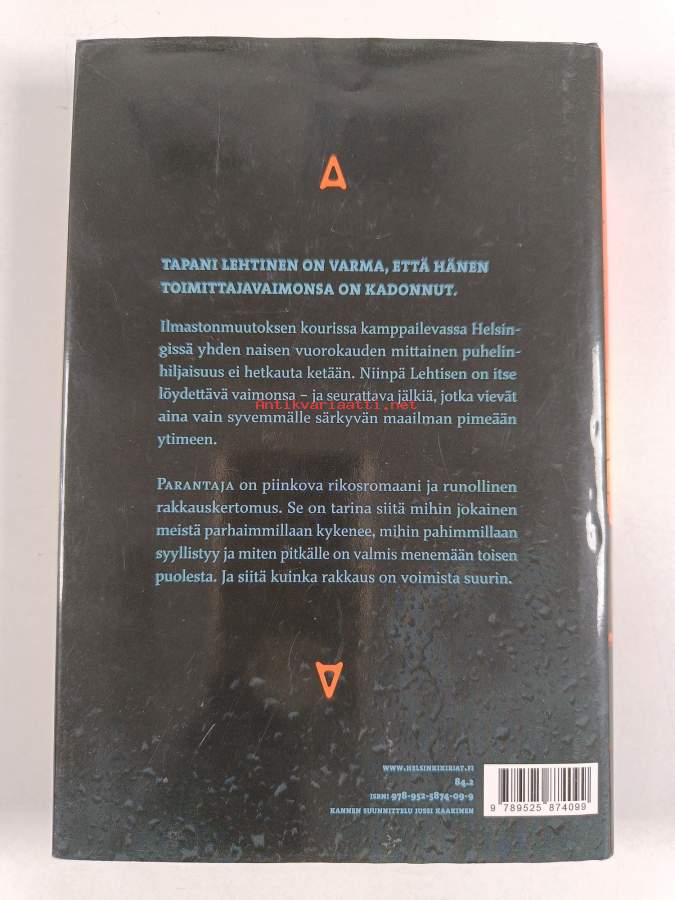 TAPANI LEHTINEN ON VARMA, ETTÄ HÄNEN
TOIMITTAJAVAIMONSA ON KADONNUT.
Ilmastonmuutoksen kourissa kamppailevassa Helsin-
gissä yhden naisen vuorokauden mittainen puhelin-
hiljaisuus ei hetkauta ketään. Niinpä Lehtisen on itse
löydettävä vaimonsa – ja seurattava jälkiä, jotka vievät
Antikvariaatti.net
aina vain syvemmälle särkyvän maailman pimeään
ytimeen.
PARANTAJA on piinkova rikosromaani ja runollinen
rakkauskertomus. Se on tarina siitä mihin jokainen
meistä parhaimmillaan kykenee, mihin pahimmillaan
syyllistyy ja miten pitkälle on valmis menemään toisen
puolesta. Ja siitä kuinka rakkaus on voimista suurin.
WWW.HELSINKIKIRJAT.FI
84.2
ISBN: 978-952-5874-09-9
KANNEN SUUNNITTELU JUSSI KAAKINEN
9 789525 874099